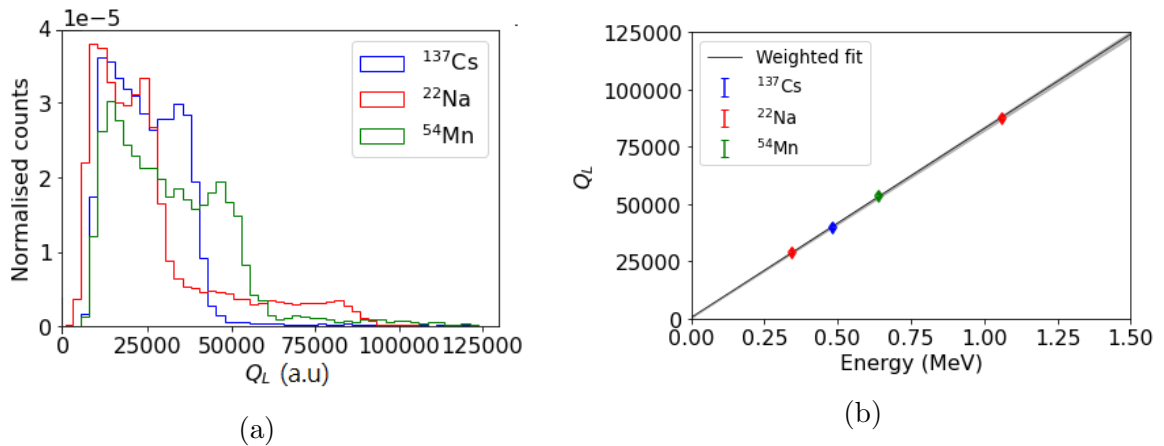 1e−5
Normalised counts
4
3
2
1
0
¹³⁷Cs
²²Na
⁵⁴Mn
0 25000 50000 75000 100000 125000
Q_L (a.u)
(a)
Q_L
125000
100000
75000
50000
25000
0
Weighted fit
¹³⁷Cs
²²Na
⁵⁴Mn
0.00 0.25 0.50 0.75 1.00 1.25 1.50
Energy (MeV)
(b)